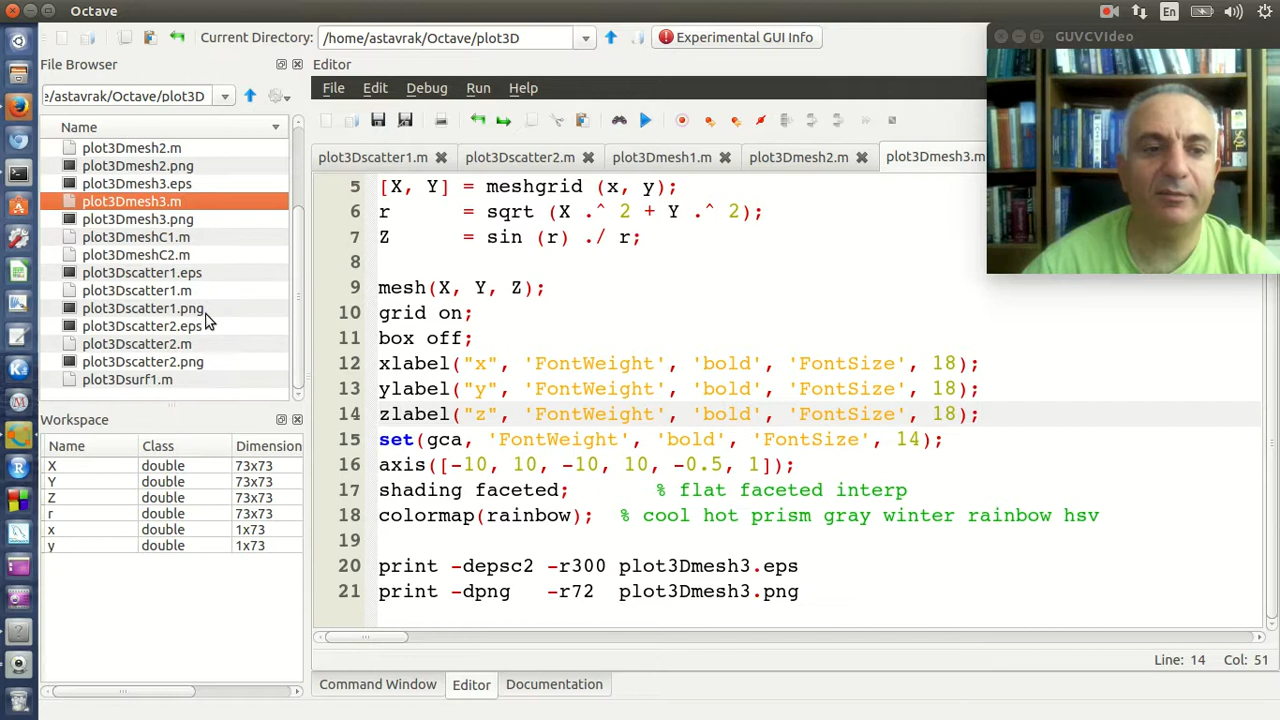 Octave
En
Current Directory: /home/astavrak/Octave/plot3D
Experimental GUI Info
GUVCVIdeo
File Browser
Editor
:/astavrak/Octave/plot3D
File Edit Debug Run Help
Name
plot3Dmesh2.m
plot3Dmesh2.png
plot3Dmesh3.eps
plot3Dmesh3.m
plot3Dmesh3.png
plot3DmeshC1.m
plot3DmeshC2.m
plot3Dscatter1.eps
plot3Dscatter1.m
plot3Dscatter1.png
plot3Dscatter2.eps
plot3Dscatter2.m
plot3Dscatter2.png
plot3Dsurf1.m
plot3Dscatter1.m plot3Dscatter2.m plot3Dmesh1.m plot3Dmesh2.m plot3Dmesh3.m
5 [X, Y] = meshgrid (x, y);
6 r = sqrt (X .^ 2 + Y .^ 2);
7 Z = sin (r) ./ r;
8
9 mesh(X, Y, Z);
10 grid on;
11 box off;
12 xlabel("x", 'FontWeight', 'bold', 'FontSize', 18);
13 ylabel("y", 'FontWeight', 'bold', 'FontSize', 18);
14 zlabel("z", 'FontWeight', 'bold', 'FontSize', 18);
15 set(gca, 'FontWeight', 'bold', 'FontSize', 14);
16 axis([-10, 10, -10, 10, -0.5, 1]);
17 shading faceted; % flat faceted interp
18 colormap(rainbow); % cool hot prism gray winter rainbow hsv
19
20 print -depsc2 -r300 plot3Dmesh3.eps
21 print -dpng -r72 plot3Dmesh3.png
Workspace
Name Class Dimension
X double 73x73
Y double 73x73
Z double 73x73
r double 73x73
x double 1x73
y double 1x73
Line: 14 Col: 51
Command Window Editor Documentation